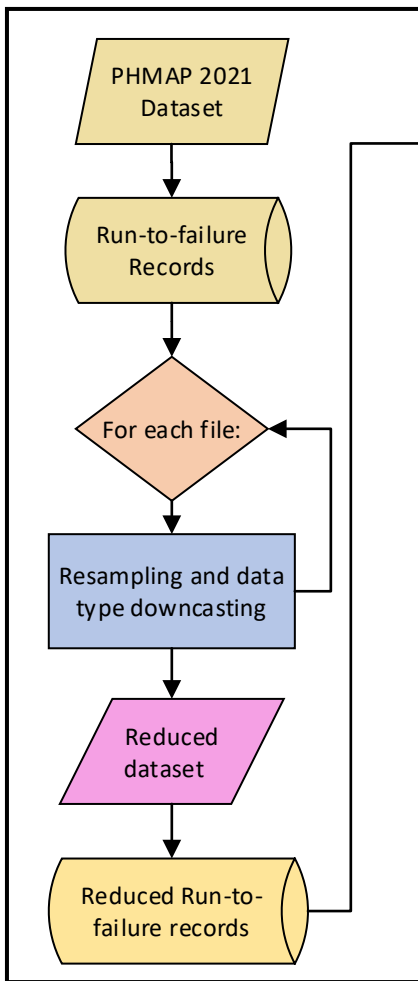 PHMAP 2021
Dataset
Run-to-failure
Records
For each file:
Resampling and data
type downcasting
Reduced
dataset
Reduced Run-to-
failure records